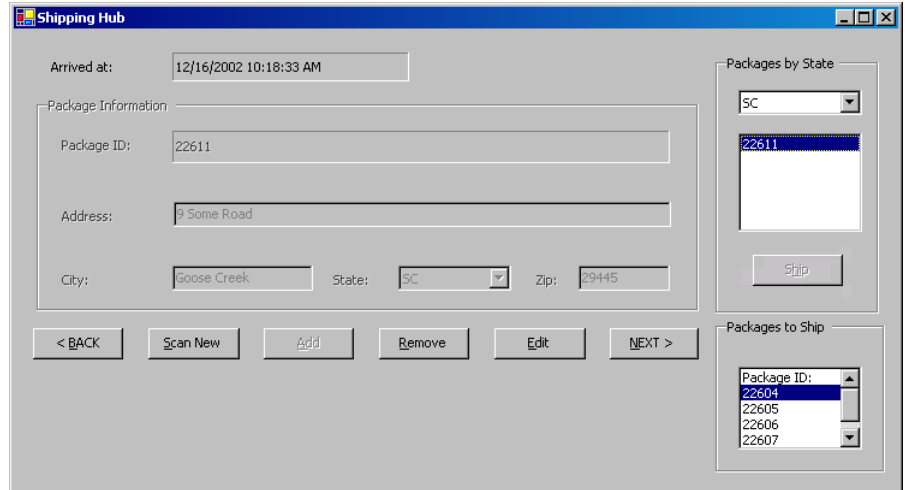 Shipping Hub
Arrived at: 12/16/2002 10:18:33 AM
Package Information
Package ID: 22611
Address: 9 Some Road
City: Goose Creek State: SC Zip: 29445
< BACK Scan New Add Remove Edit NEXT >
Packages by State
SC
22611
Ship
Packages to Ship
Package ID:
22604
22605
22606
22607